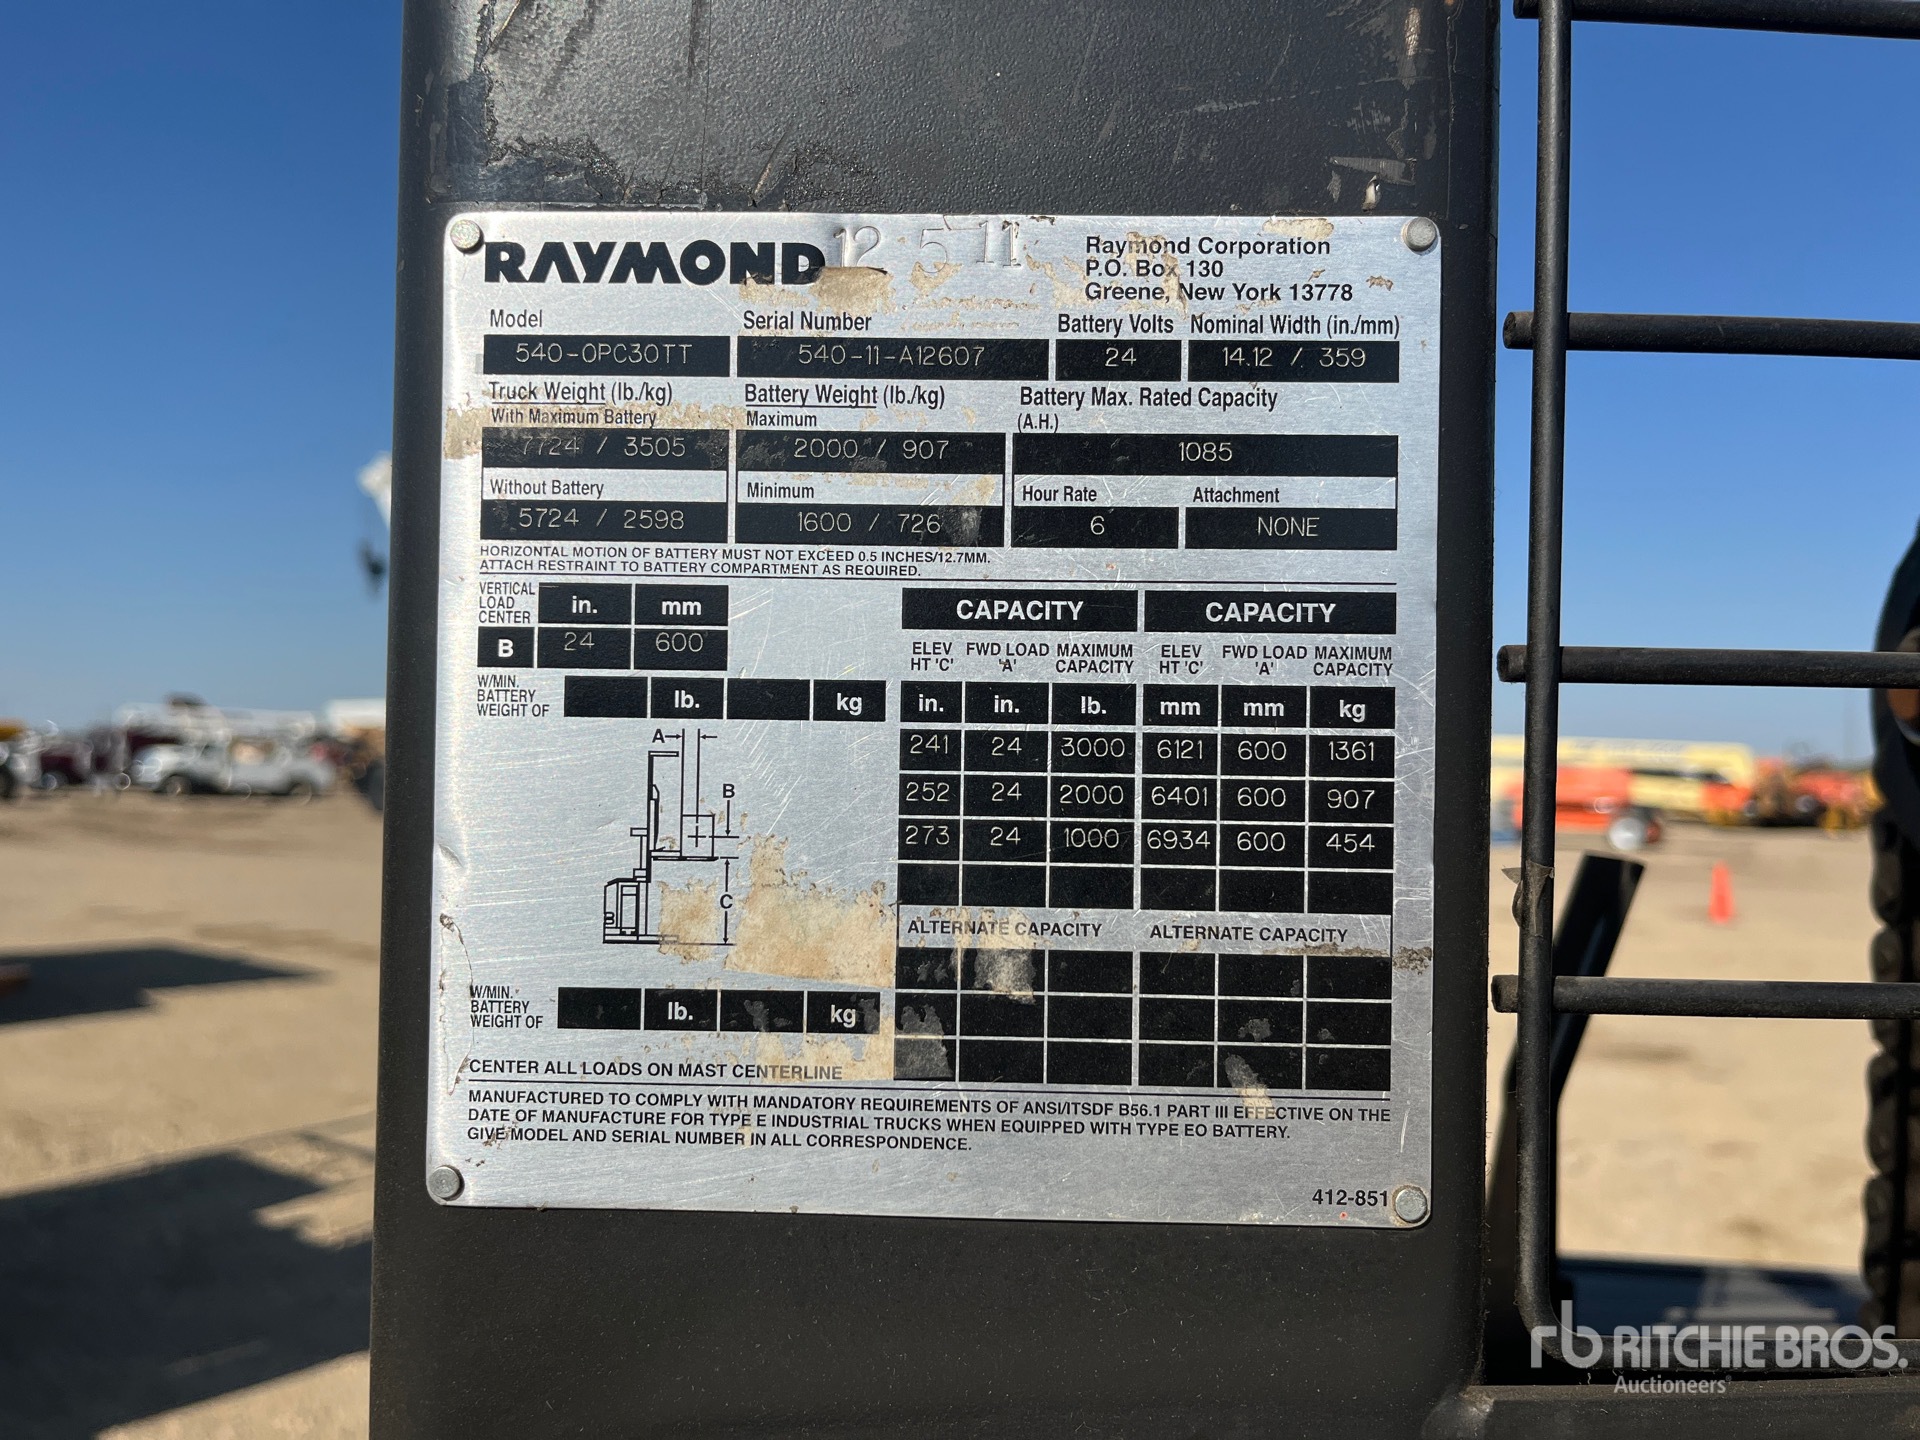 RAYMOND 12 5 11
Raymond Corporation
P.O. Box 130
Greene, New York 13778
Model Serial Number Battery Volts Nominal Width (in./mm)
540-OPC30TT 540-11-A12607 24 14.12 / 359
Truck Weight (lb./kg) Battery Weight (lb./kg) Battery Max. Rated Capacity
With Maximum Battery Maximum (A.H.)
7724 / 3505 2000 / 907 1085
Without Battery Minimum Hour Rate Attachment
5724 / 2598 1600 / 726 6 NONE
HORIZONTAL MOTION OF BATTERY MUST NOT EXCEED 0.5 INCHES/12.7MM.
ATTACH RESTRAINT TO BATTERY COMPARTMENT AS REQUIRED.
VERTICAL
LOAD
CENTER
in. mm
B 24 600
W/MIN.
BATTERY
WEIGHT OF
lb. kg
A
B
C
CAPACITY CAPACITY
ELEV FWD LOAD MAXIMUM ELEV FWD LOAD MAXIMUM
HT 'C' 'A' CAPACITY HT 'C' 'A' CAPACITY
in. in. lb. mm mm kg
241 24 3000 6121 600 1361
252 24 2000 6401 600 907
273 24 1000 6934 600 454
ALTERNATE CAPACITY ALTERNATE CAPACITY
W/MIN.
BATTERY
WEIGHT OF
lb. kg
CENTER ALL LOADS ON MAST CENTERLINE
MANUFACTURED TO COMPLY WITH MANDATORY REQUIREMENTS OF ANSI/ITSDF B56.1 PART III EFFECTIVE ON THE
DATE OF MANUFACTURE FOR TYPE E INDUSTRIAL TRUCKS WHEN EQUIPPED WITH TYPE EO BATTERY.
GIVE MODEL AND SERIAL NUMBER IN ALL CORRESPONDENCE.
412-851
rb RITCHIE BROS.
Auctioneers